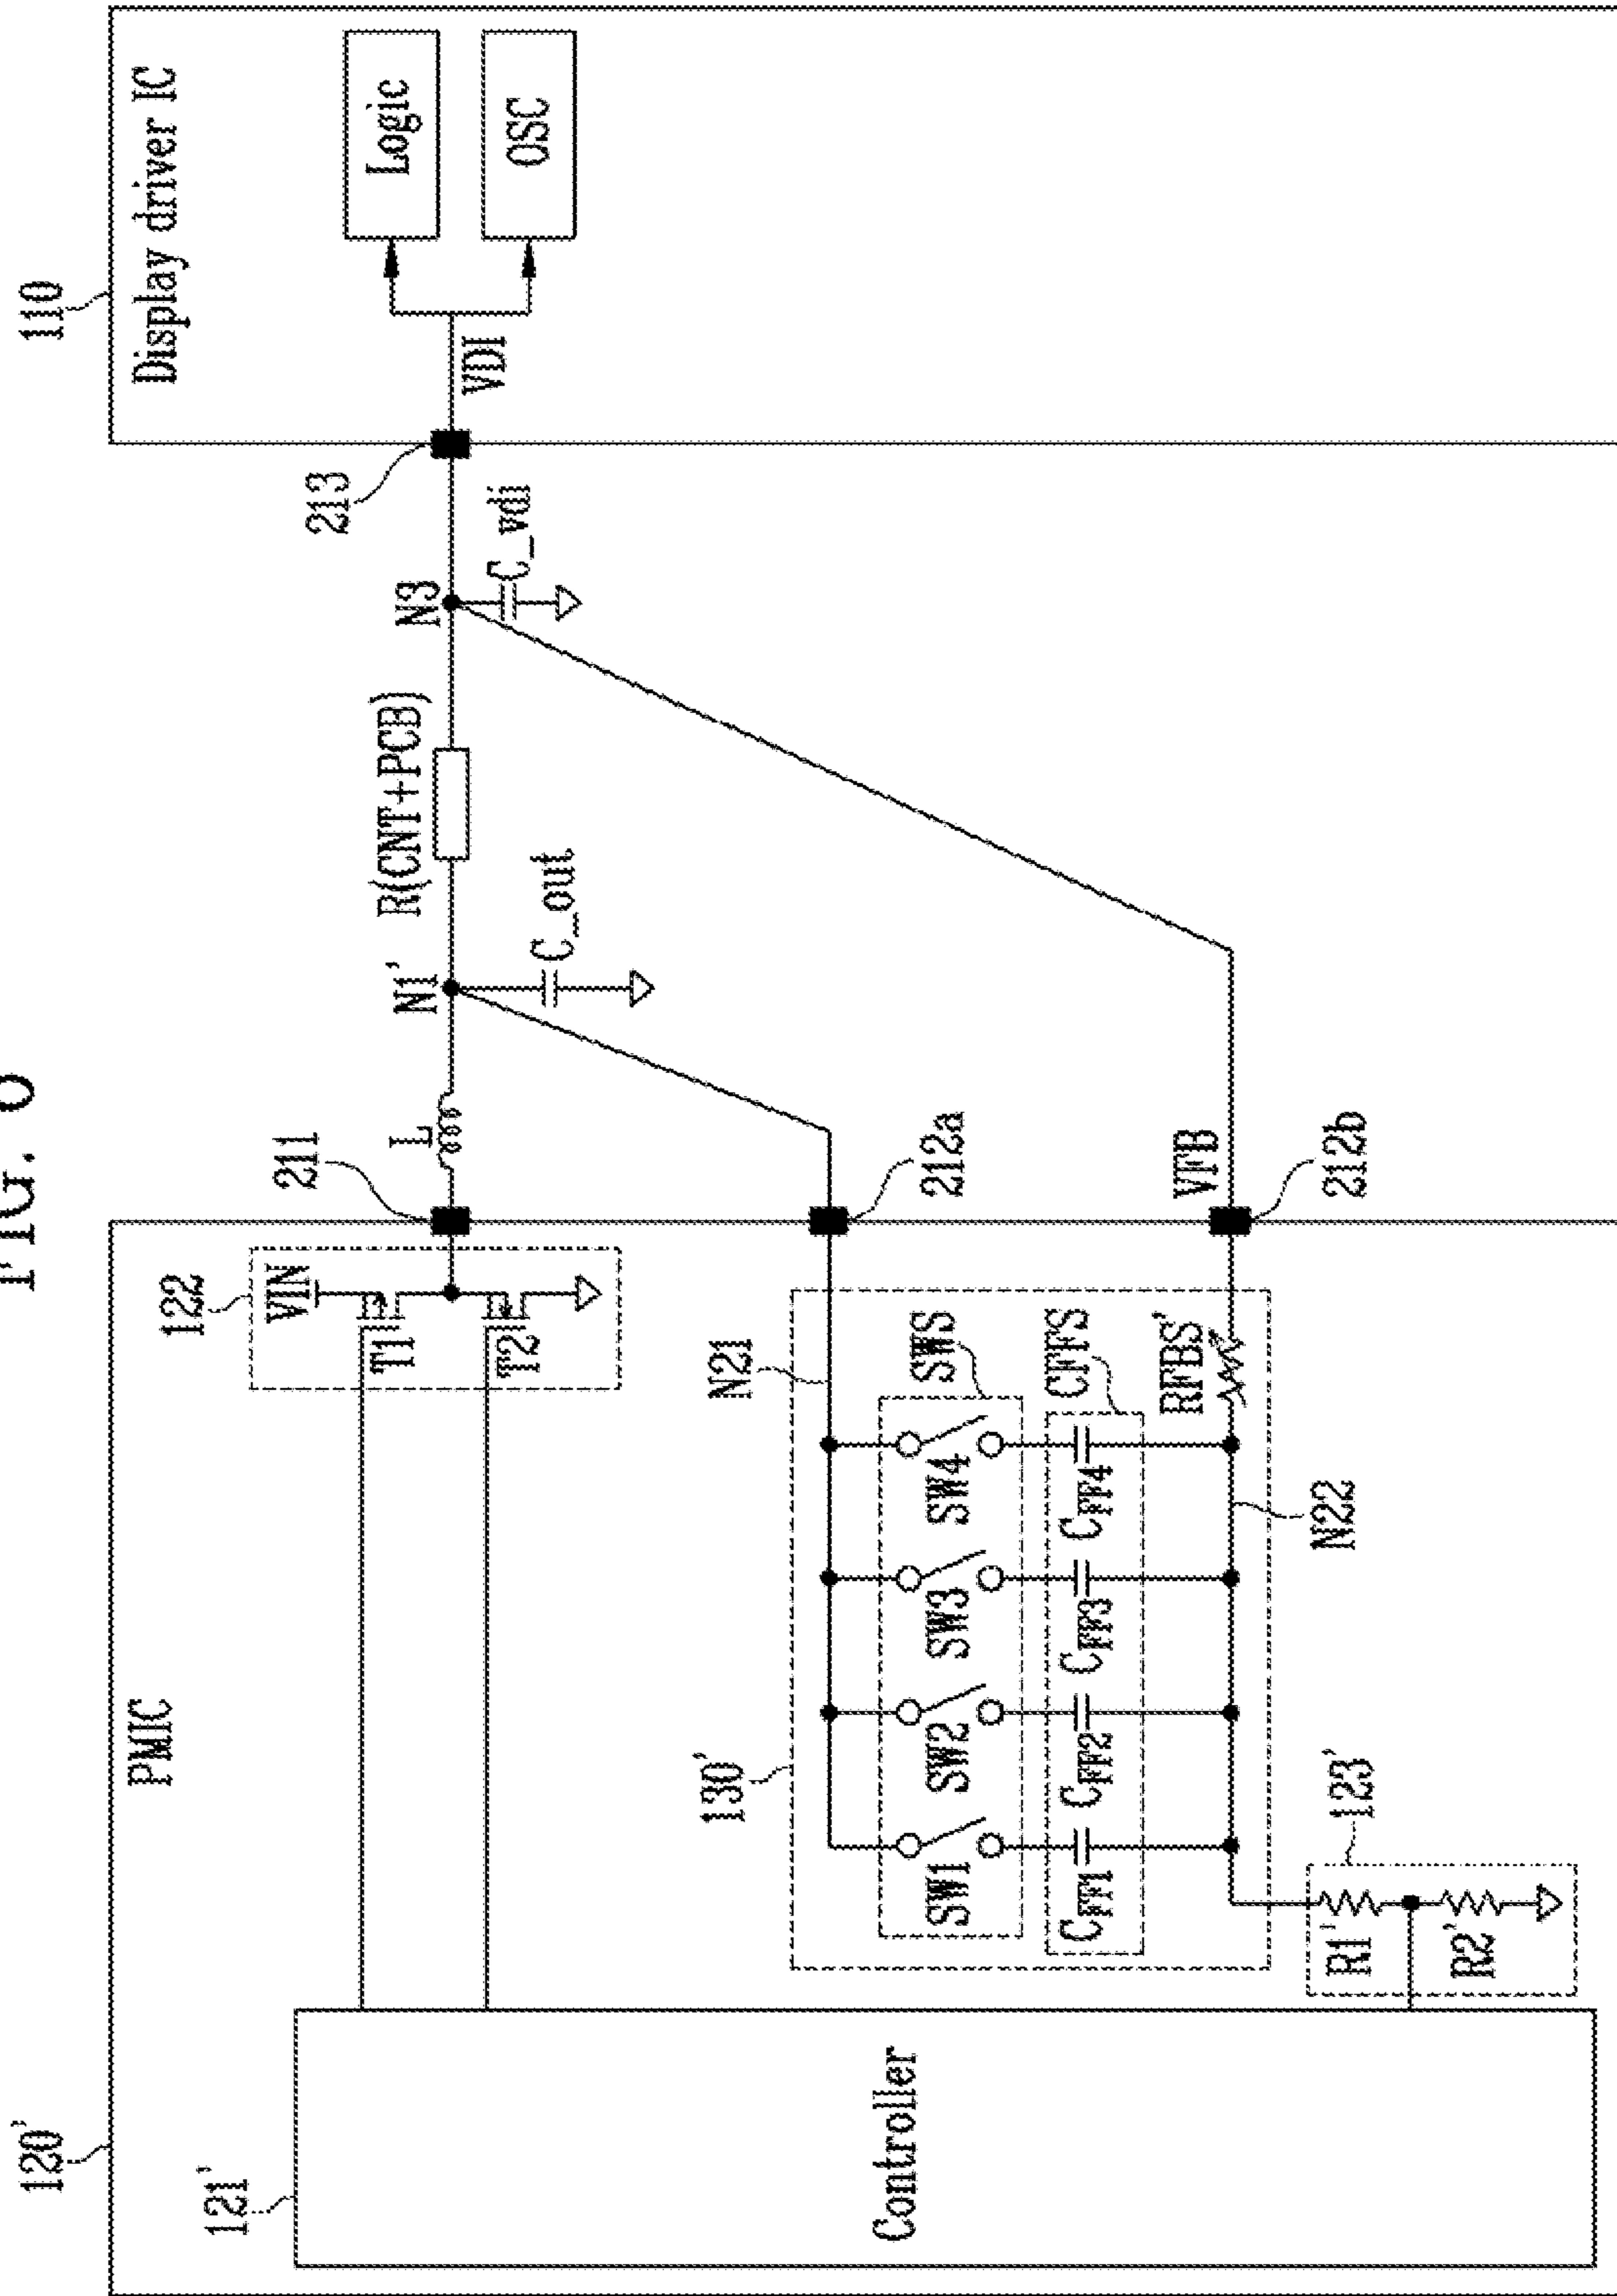 FIG.
120'
PMIC
121'
Controller
122
VIN
T1
T2
211
L
N1'
C_out
R(CNT+PCB)
N3
C_vdi
213
110
Display driver IC
VDI
Logic
OSC
130'
N21
SWS
SW1
SW2
SW3
SW4
CFFS
CFF1
CFF2
CFF3
CFF4
RFBS'
N22
212a
VFB
212b
123'
R1'
R2'